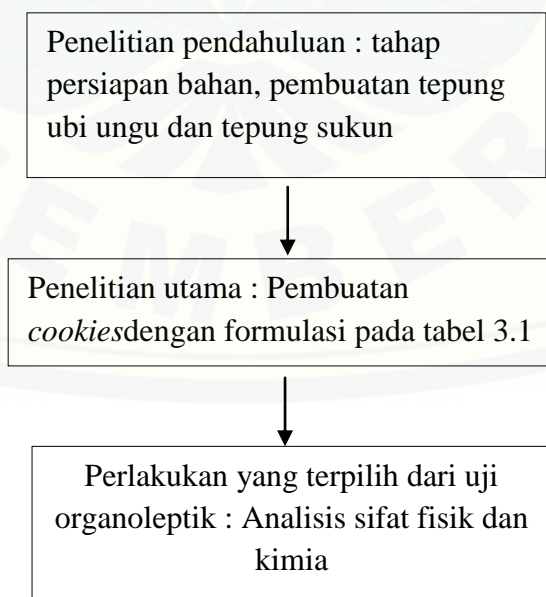 Penelitian pendahuluan : tahap
persiapan bahan, pembuatan tepung
ubi ungu dan tepung sukun
Penelitian utama : Pembuatan
cookiesdengan formulasi pada tabel 3.1
Perlakukan yang terpilih dari uji
organoleptik : Analisis sifat fisik dan
kimia